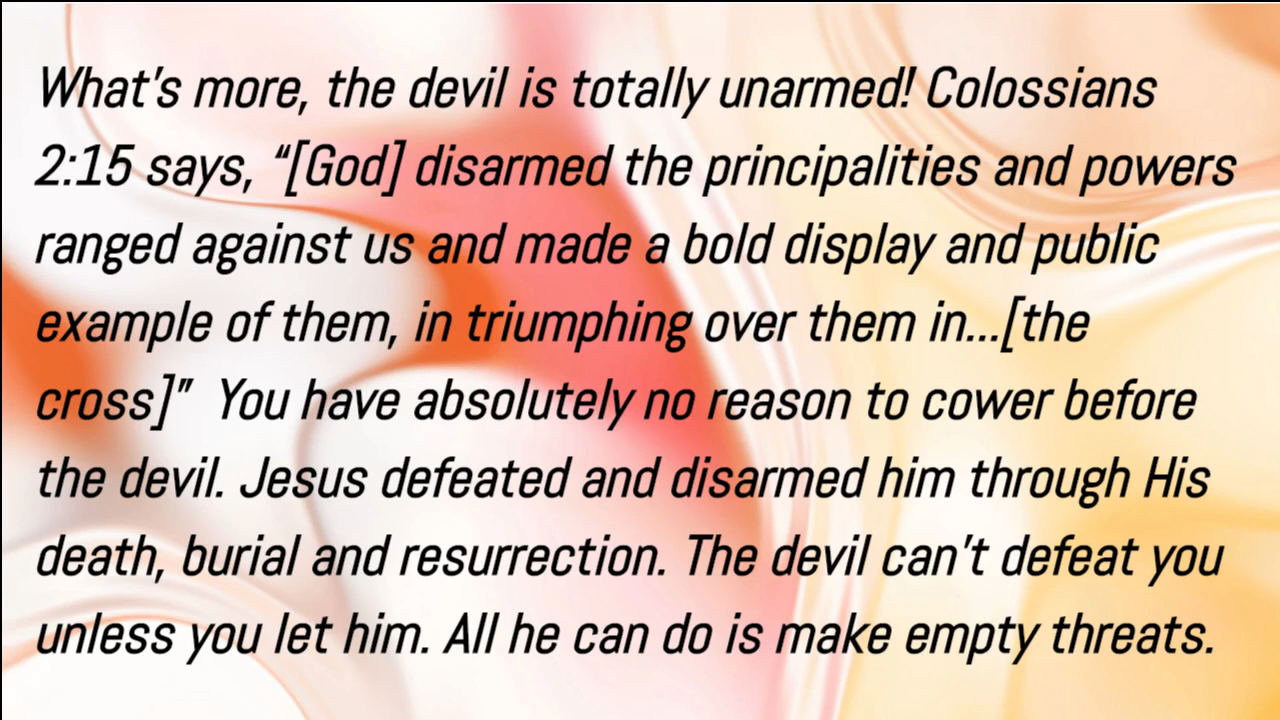 What's more, the devil is totally unarmed! Colossians
2:15 says, “[God] disarmed the principalities and powers
ranged against us and made a bold display and public
example of them, in triumphing over them in...[the
cross]”  You have absolutely no reason to cower before
the devil. Jesus defeated and disarmed him through His
death, burial and resurrection. The devil can't defeat you
unless you let him. All he can do is make empty threats.